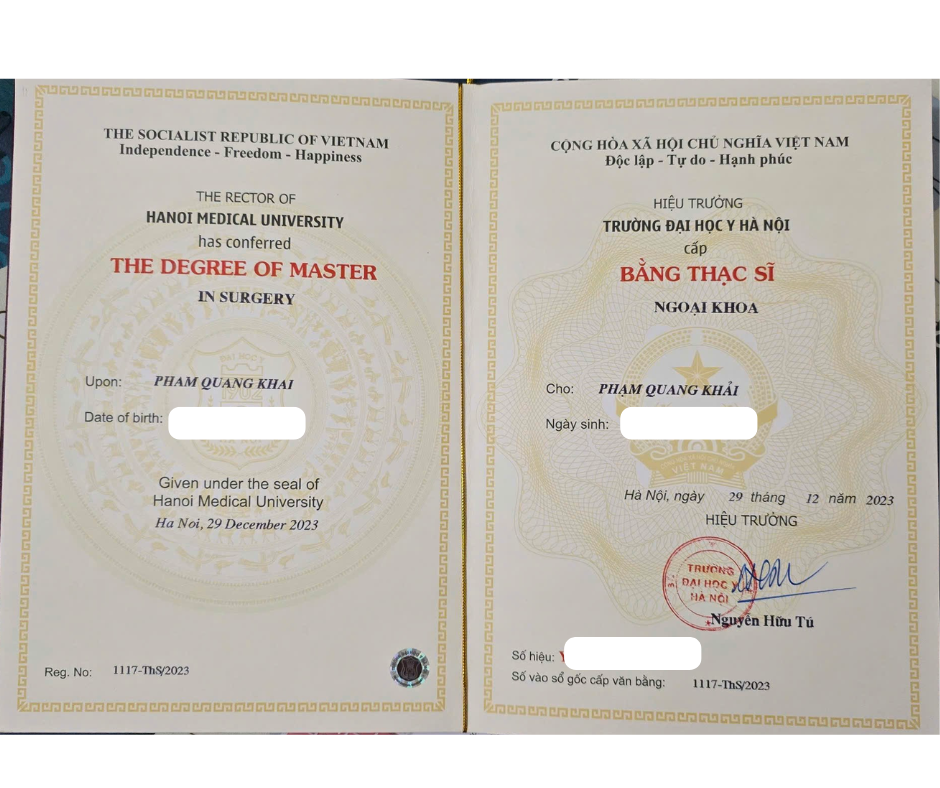 THE SOCIALIST REPUBLIC OF VIETNAM
Independence - Freedom - Happiness
THE RECTOR OF
HANOI MEDICAL UNIVERSITY
has conferred
THE DEGREE OF MASTER
IN SURGERY
ĐẠI HỌC Y
1902
Upon: PHAM QUANG KHAI
Date of birth:
Given under the seal of
Hanoi Medical University
Ha Noi, 29 December 2023
Reg. No: 1117-ThS/2023
CỘNG HÒA XÃ HỘI CHỦ NGHĨA VIỆT NAM
Độc lập - Tự do - Hạnh phúc
HIỆU TRƯỞNG
TRƯỜNG ĐẠI HỌC Y HÀ NỘI
cấp
BẰNG THẠC SĨ
NGOẠI KHOA
Cho: PHẠM QUANG KHẢI
Ngày sinh:
VIỆT NAM
Hà Nội, ngày 29 tháng 12 năm 2023
HIỆU TRƯỞNG
TRƯỜNG
ĐẠI HỌC Y
HÀ NỘI
Nguyễn Hữu Tú
Số hiệu:
Số vào sổ gốc cấp văn bằng: 1117-ThS/2023